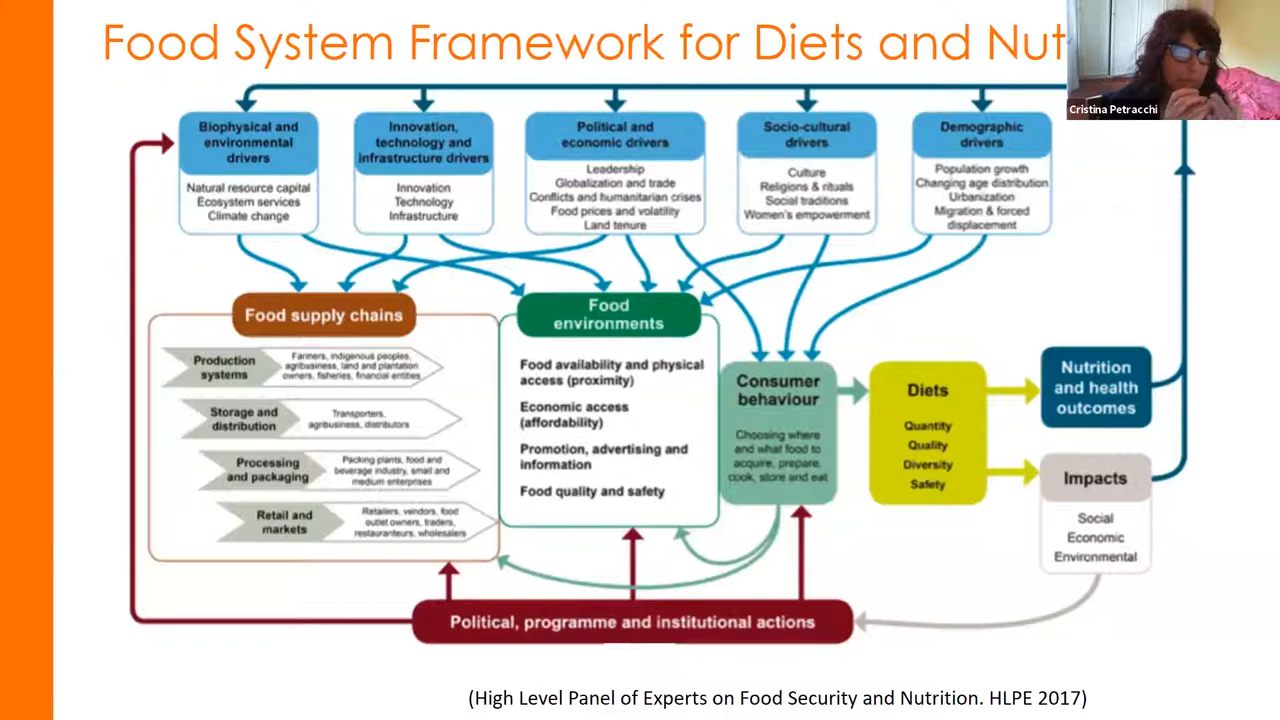 Food System Framework for Diets and Nut
Cristina Petracchi
Biophysical and
environmental
drivers
Natural resource capital
Ecosystem services
Climate change
Innovation,
technology and
infrastructure drivers
Innovation
Technology
Infrastructure
Political and
economic drivers
Leadership
Globalization and trade
Conflicts and humanitarian crises
Food prices and volatility
Land tenure
Socio-cultural
drivers
Culture
Religions & rituals
Social traditions
Women's empowerment
Demographic
drivers
Population growth
Changing age distribution
Urbanization
Migration & forced
displacement
Food supply chains
Production
systems
Farmers, indigenous peoples,
agribusiness, land and plantation
owners, fisheries, financial entities
Storage and
distribution
Transporters,
agribusiness, distributors
Processing
and packaging
Packing plants, food and
beverage industry, small and
medium enterprises
Retail and
markets
Retailers, vendors, food
outlet owners, traders,
restauranteurs, wholesalers
Food
environments
Food availability and physical
access (proximity)
Economic access
(affordability)
Promotion, advertising and
information
Food quality and safety
Consumer
behaviour
Choosing where
and what food to
acquire, prepare,
cook, store and eat
Diets
Quantity
Quality
Diversity
Safety
Nutrition
and health
outcomes
Impacts
Social
Economic
Environmental
Political, programme and institutional actions
(High Level Panel of Experts on Food Security and Nutrition. HLPE 2017)